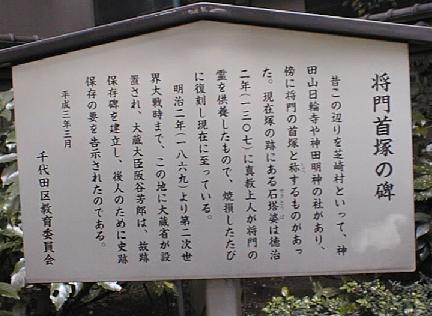 将門首塚の碑
昔この辺りを芝崎村といって、神
田山日輪寺や神田明神の社があり、
傍に将門の首塚と称するものがあっ
た。現在塚の跡にある石塔婆は徳治
二年(一三〇七)に真教上人が将門の
霊を供養したもので、焼損したたび
に復刻し現在に至っている。
明治二年(一八六九)より第二次世
界大戦時まで、この地に大蔵省が設
置され、大蔵大臣阪谷芳郎は、故跡
保存碑を建立し、後人のために史跡
保存の要を告示されたのである。
平成三年三月
千代田区教育委員会